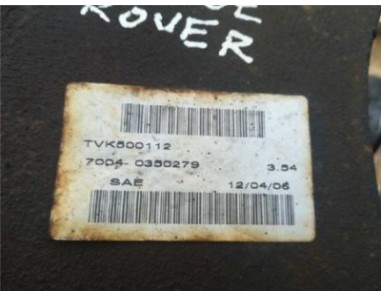 ROVER
TVK500112
7004- 0350279 3.54
SAE 12/04/06